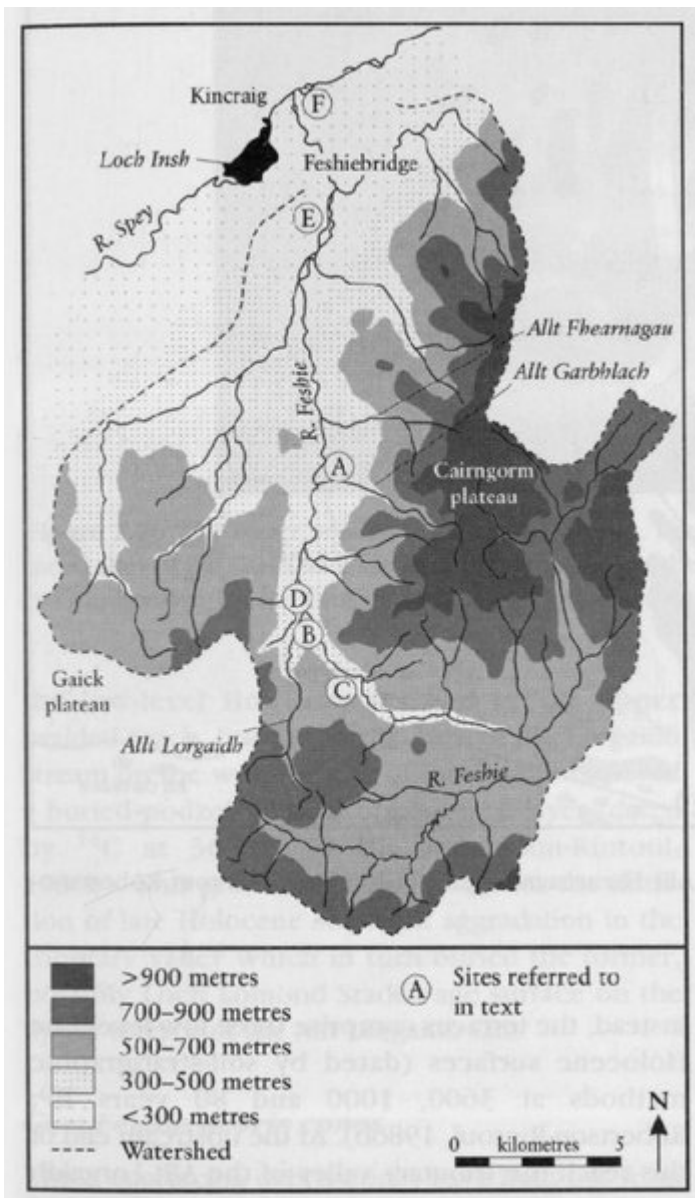 Kincraig
F
Loch Insh
Feshiebridge
R. Spey
E
Allt Fhearnagau
Allt Garbhlach
R. Feshie
A
Cairngorm
plateau
D
B
Gaick
plateau
C
Allt Lorgaidh
R. Feshie
>900 metres
700–900 metres
500–700 metres
300–500 metres
<300 metres
Watershed
A
Sites referred to
in text
N
0 kilometres 5